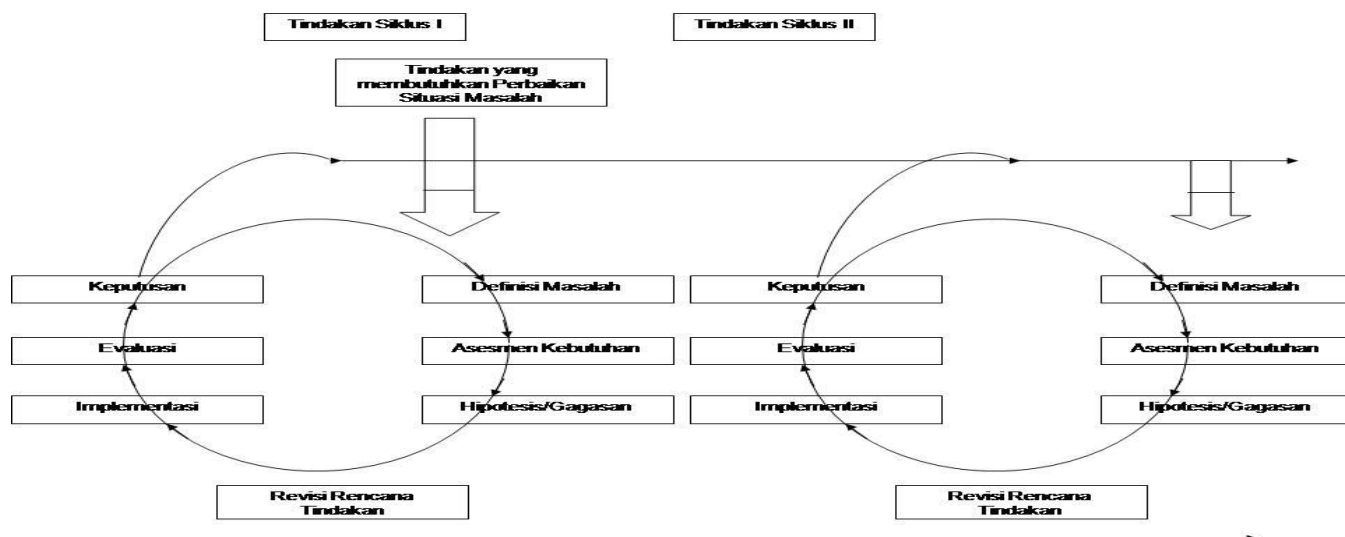 Tindakan Siklus I
Tindakan Siklus II
Tindakan yang
membutuhkan Perbaikan
Situasi Masalah
Keputusan
Definisi Masalah
Keputusan
Definisi Masalah
Evaluasi
Asesmen Kebutuhan
Evaluasi
Asesmen Kebutuhan
Implementasi
Hipotesis/Gagasan
Implementasi
Hipotesis/Gagasan
Revisi Rencana
Tindakan
Revisi Rencana
Tindakan